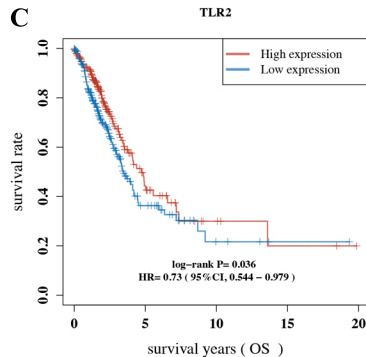 C
TLR2
High expression
Low expression
survival rate
1.0
0.8
0.6
0.4
0.2
0.0
log-rank P= 0.036
HR= 0.73 ( 95%CI, 0.544 - 0.979 )
0 5 10 15 20
survival years ( OS )